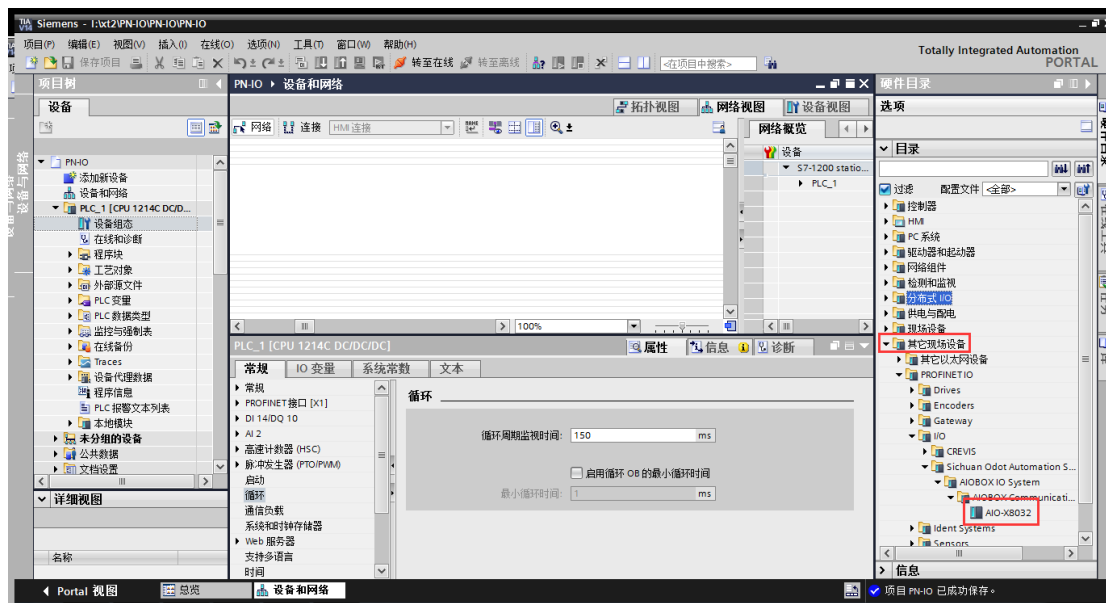 TIA V14 Siemens - I:\xt2\PN-IO\PN-IO\PN-IO
项目(P) 编辑(E) 视图(V) 插入(I) 在线(O) 选项(N) 工具(T) 窗口(W) 帮助(H)
Totally Integrated Automation
PORTAL
保存项目 转至在线 转至离线 <在项目中搜索>
项目树
设备
PN-IO
添加新设备
设备和网络
PLC_1 [CPU 1214C DC/D...
设备组态
在线和诊断
程序块
工艺对象
外部源文件
PLC 变量
PLC 数据类型
监控与强制表
在线备份
Traces
设备代理数据
程序信息
PLC 报警文本列表
本地模块
未分组的设备
公共数据
文档设置
详细视图
名称
PN-IO ▸ 设备和网络
拓扑视图 网络视图 设备视图
网络 连接 HMI 连接
网络概览
设备
S7-1200 statio...
PLC_1
100%
PLC_1 [CPU 1214C DC/DC/DC]
属性 信息 诊断
常规 IO 变量 系统常数 文本
常规
PROFINET 接口 [X1]
DI 14/DQ 10
AI 2
高速计数器 (HSC)
脉冲发生器 (PTO/PWM)
启动
循环
通信负载
系统和时钟存储器
Web 服务器
支持多语言
时间
循环
循环周期监视时间: 150 ms
启用循环 OB 的最小循环时间
最小循环时间: 1 ms
硬件目录
选项
目录
过滤 配置文件 <全部>
控制器
HMI
PC 系统
驱动器和起动器
网络组件
检测和监视
分布式 I/O
供电与配电
现场设备
其它现场设备
其它以太网设备
PROFINET IO
Drives
Encoders
Gateway
I/O
CREVIS
Sichuan Odot Automation S...
AIOBOX IO System
AIOBOX Communicati...
AIO-X8032
Ident Systems
Sensors
信息
Portal 视图 总览 设备和网络
项目 PN-IO 已成功保存。